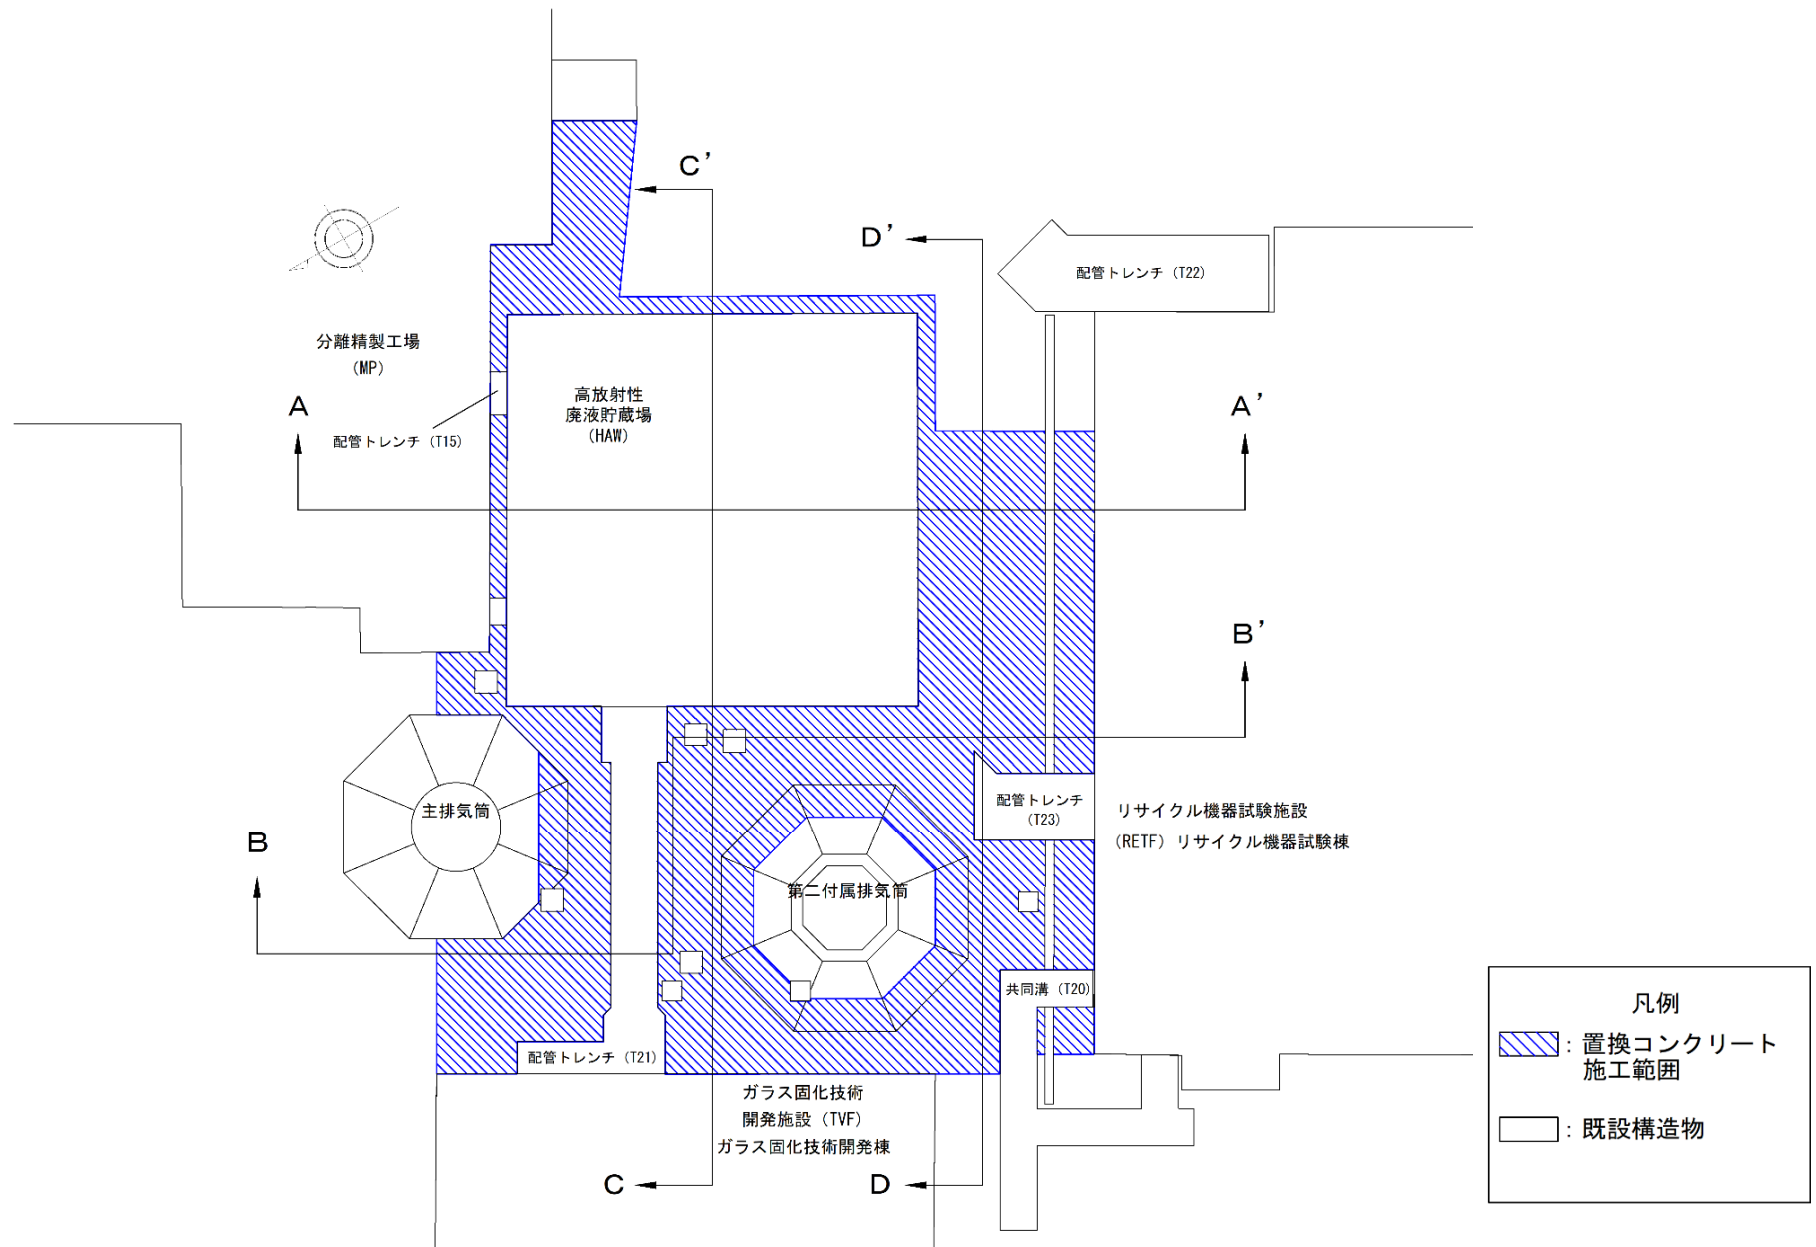 C’
D’
配管トレンチ（T22）
分離精製工場
（MP）
高放射性
廃液貯蔵場
（HAW）
A
A’
配管トレンチ（T15）
B’
主排気筒
配管トレンチ
（T23）
リサイクル機器試験施設
（RETF）リサイクル機器試験棟
B
第二付属排気筒
共同溝（T20）
配管トレンチ（T21）
ガラス固化技術
開発施設（TVF）
ガラス固化技術開発棟
C
D
凡例
：置換コンクリート
施工範囲
：既設構造物